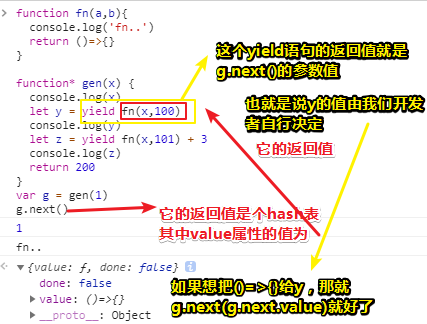 function fn(a,b){
console.log('fn..')
return ()=>{}
}
function* gen(x) {
console.log(x)
let y = yield fn(x,100)
console.log(y)
let z = yield fn(x,101) + 3
console.log(z)
return 200
}
var g = gen(1)
g.next()
1
fn..
{value: ƒ, done: false}
done: false
value: ()=>{}
__proto__: Object
这个yield语句的返回值就是
g.next()的参数值
也就是说y的值由我们开发
者自行决定
它的返回值
它的返回值是个hash表
其中value属性的值为
如果想把()=>{}给y，那就
g.next(g.next.value)就好了